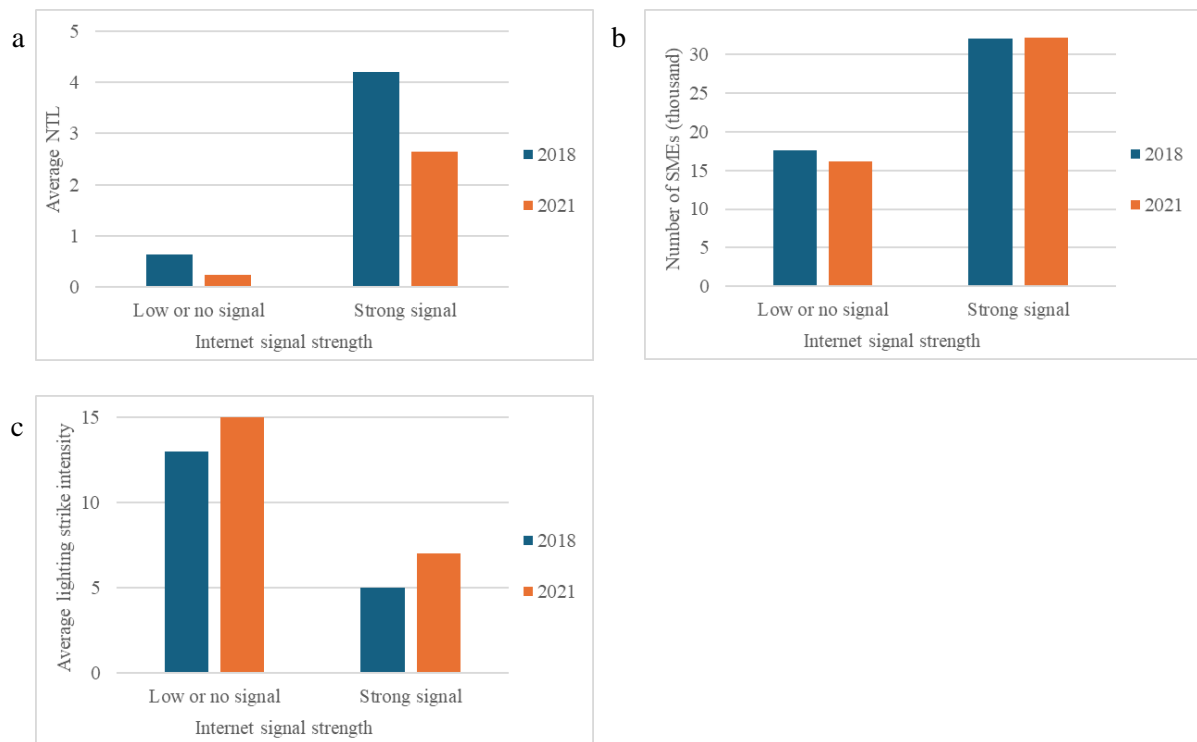 a
5
4
3
2
1
0
Average NTL
Low or no signal
Strong signal
Internet signal strength
2018
2021
b
30
25
20
15
10
5
0
Number of SMEs (thousand)
Low or no signal
Strong signal
Internet signal strength
2018
2021
c
15
10
5
0
Average lighting strike intensity
Low or no signal
Strong signal
Internet signal strength
2018
2021